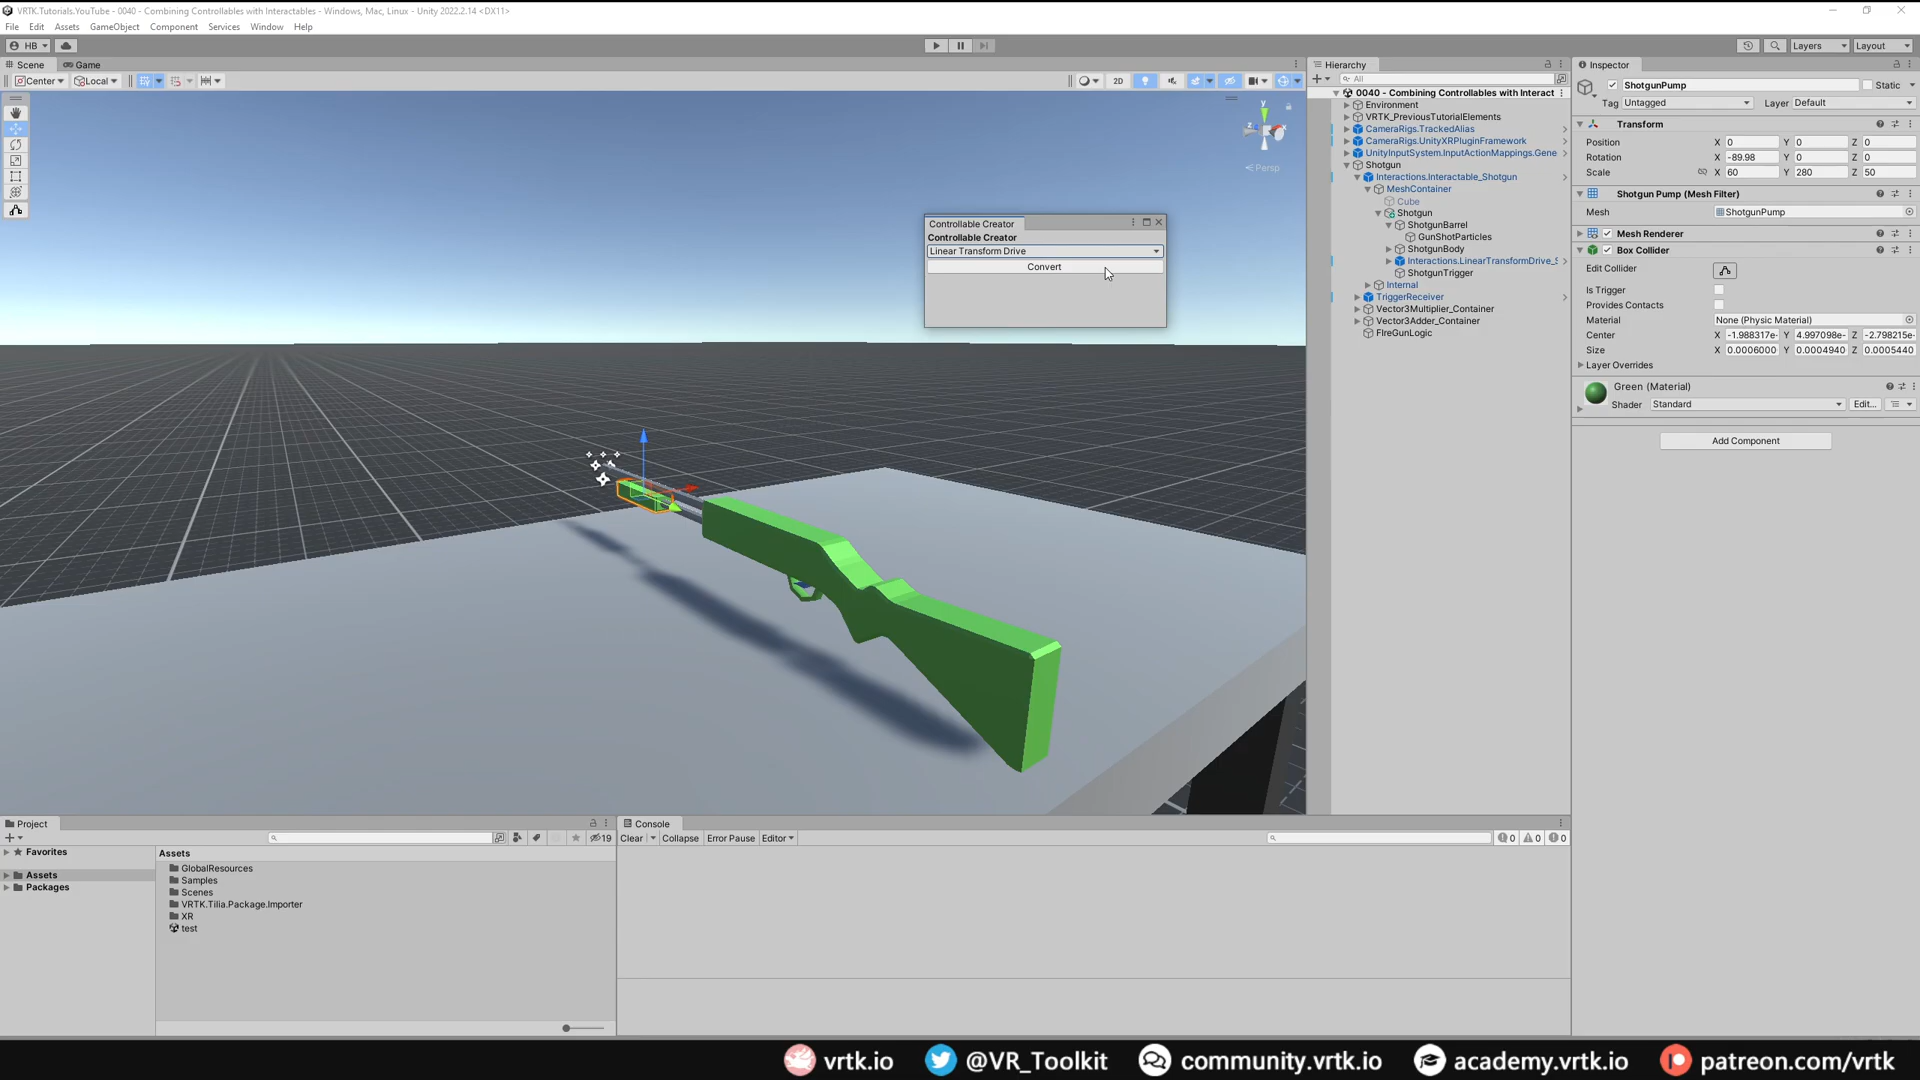 VRTK.Tutorials.YouTube - 0040 - Combining Controllables with Interactables - Windows, Mac, Linux - Unity 2022.2.14 <DX11>
File Edit Assets GameObject Component Services Window Help
HB
Layers Layout
Scene Game
Center Local
2D
y
z
x
Persp
Controllable Creator
Controllable Creator
Linear Transform Drive
Convert
Hierarchy
All
0040 - Combining Controllables with Interact
Environment
VRTK_PreviousTutorialElements
CameraRigs.TrackedAlias
CameraRigs.UnityXRPluginFramework
UnityInputSystem.InputActionMappings.Gene
Shotgun
Interactions.Interactable_Shotgun
MeshContainer
Cube
Shotgun
ShotgunBarrel
GunShotParticles
ShotgunBody
Interactions.LinearTransformDrive_S
ShotgunTrigger
Internal
TriggerReceiver
Vector3Multiplier_Container
Vector3Adder_Container
FIreGunLogic
Inspector
ShotgunPump Static
Tag Untagged Layer Default
Transform
Position X 0 Y 0 Z 0
Rotation X -89.98 Y 0 Z 0
Scale X 60 Y 280 Z 50
Shotgun Pump (Mesh Filter)
Mesh ShotgunPump
Mesh Renderer
Box Collider
Edit Collider
Is Trigger
Provides Contacts
Material None (Physic Material)
Center X -1.988317e- Y 4.997098e- Z -2.798215e-
Size X 0.0006000 Y 0.0004940 Z 0.0005440
Layer Overrides
Green (Material)
Shader Standard Edit...
Add Component
Project
19
Favorites
Assets
Packages
Assets
GlobalResources
Samples
Scenes
VRTK.Tilia.Package.Importer
XR
test
Console
Clear Collapse Error Pause Editor
0 0 0
vrtk.io @VR_Toolkit community.vrtk.io academy.vrtk.io patreon.com/vrtk